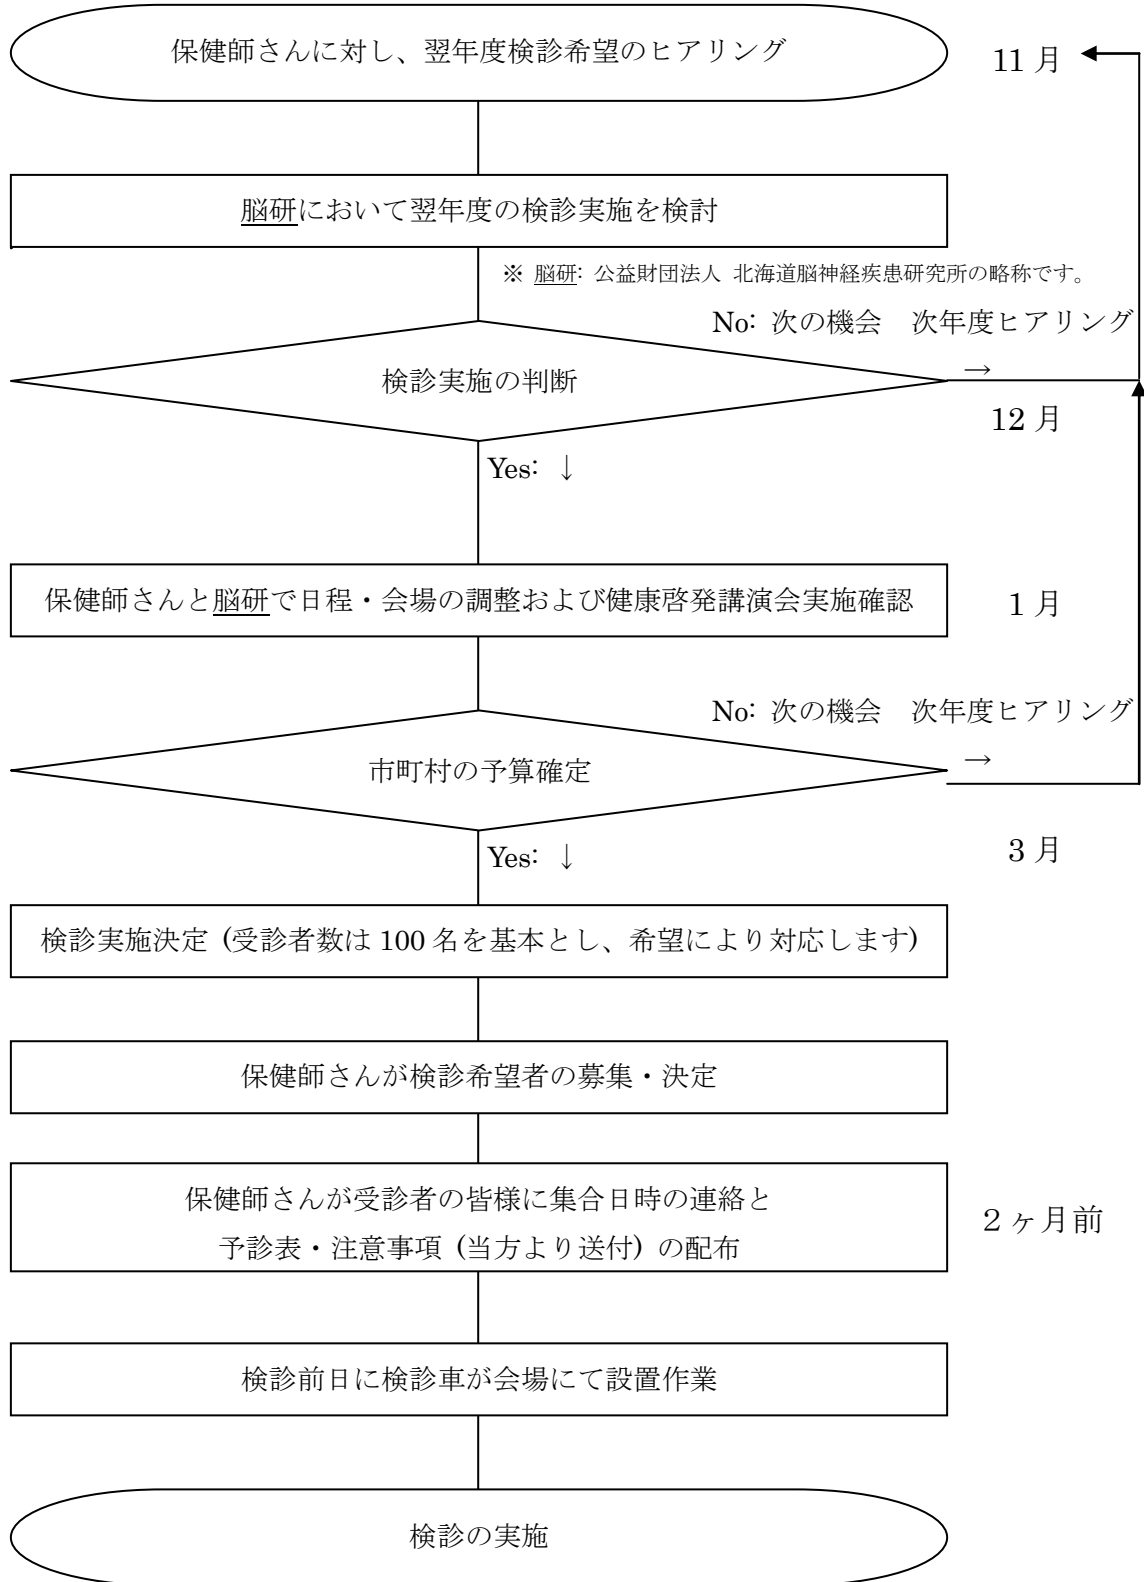 保健師さんに対し、翌年度検診希望のヒアリング
11月
脳研において翌年度の検診実施を検討
※ 脳研: 公益財団法人 北海道脳神経疾患研究所の略称です。
No: 次の機会　次年度ヒアリング
→
検診実施の判断
12月
Yes: ↓
保健師さんと脳研で日程・会場の調整および健康啓発講演会実施確認
1月
No: 次の機会　次年度ヒアリング
→
市町村の予算確定
3月
Yes: ↓
検診実施決定 (受診者数は 100 名を基本とし、希望により対応します)
保健師さんが検診希望者の募集・決定
保健師さんが受診者の皆様に集合日時の連絡と
予診表・注意事項 (当方より送付) の配布
２ヶ月前
検診前日に検診車が会場にて設置作業
検診の実施